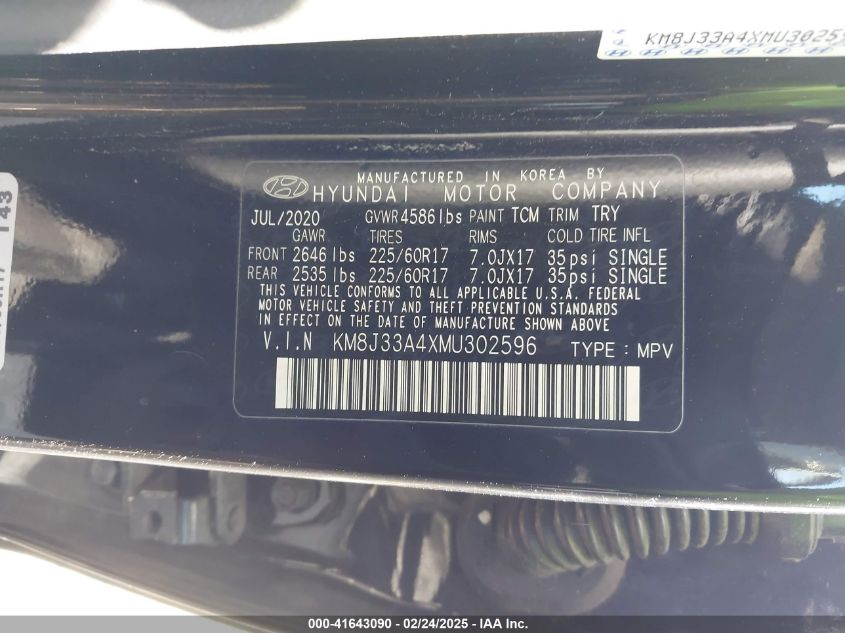 KM8J33A4XMU30259
MANUFACTURED IN KOREA BY
HYUNDAI MOTOR COMPANY
JUL/2020 GVWR 4586lbs PAINT TCM TRIM TRY
GAWR TIRES RIMS COLD TIRE INFL
FRONT 2646 lbs 225/60R17 7.0JX17 35psi SINGLE
REAR 2535 lbs 225/60R17 7.0JX17 35psi SINGLE
THIS VEHICLE CONFORMS TO ALL APPLICABLE U.S.A. FEDERAL
MOTOR VEHICLE SAFETY AND THEFT PREVENTION STANDARDS
IN EFFECT ON THE DATE OF MANUFACTURE SHOWN ABOVE
V.I.N KM8J33A4XMU302596 TYPE : MPV
143
000-41643090 - 02/24/2025 - IAA Inc.